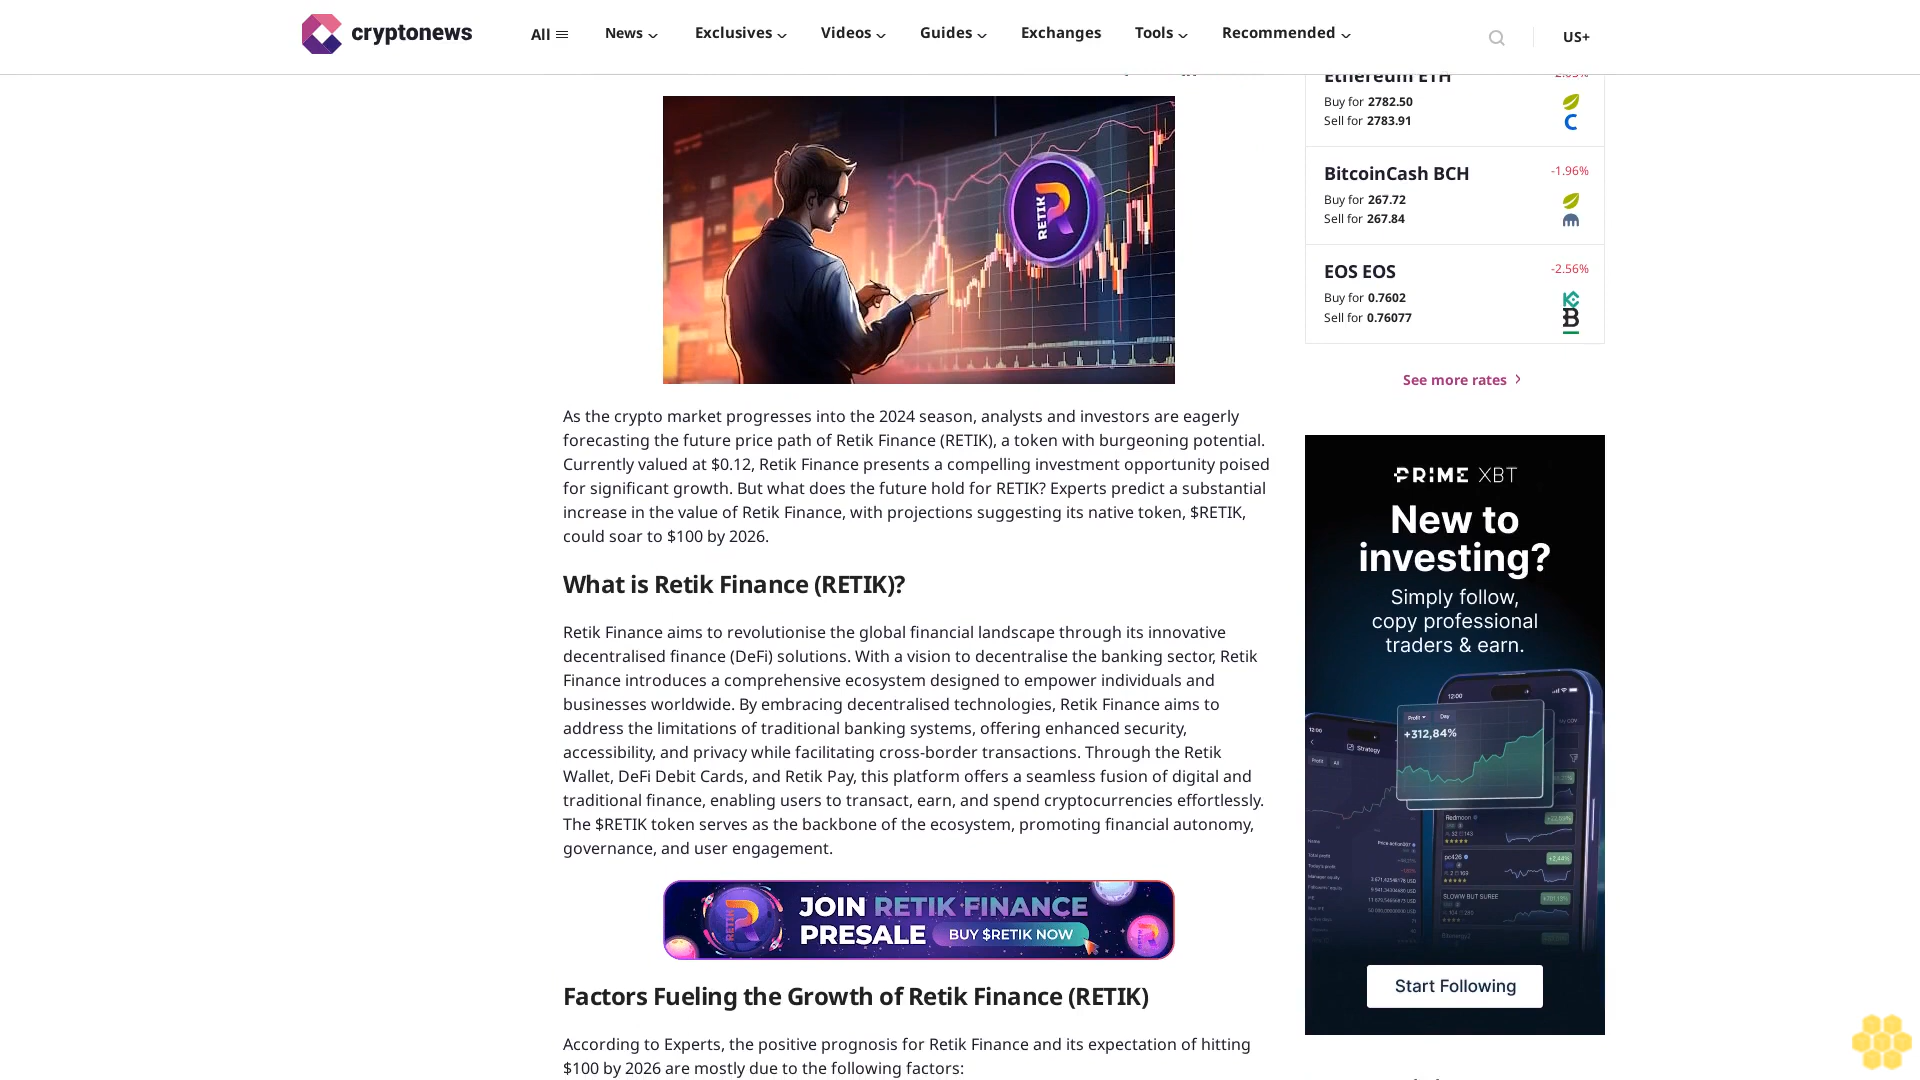 cryptonews
All
News
Exclusives
Videos
Guides
Exchanges
Tools
Recommended
US+
RETIK
As the crypto market progresses into the 2024 season, analysts and investors are eagerly
forecasting the future price path of Retik Finance (RETIK), a token with burgeoning potential.
Currently valued at $0.12, Retik Finance presents a compelling investment opportunity poised
for significant growth. But what does the future hold for RETIK? Experts predict a substantial
increase in the value of Retik Finance, with projections suggesting its native token, $RETIK,
could soar to $100 by 2026.
What is Retik Finance (RETIK)?
Retik Finance aims to revolutionise the global financial landscape through its innovative
decentralised finance (DeFi) solutions. With a vision to decentralise the banking sector, Retik
Finance introduces a comprehensive ecosystem designed to empower individuals and
businesses worldwide. By embracing decentralised technologies, Retik Finance aims to
address the limitations of traditional banking systems, offering enhanced security,
accessibility, and privacy while facilitating cross-border transactions. Through the Retik
Wallet, DeFi Debit Cards, and Retik Pay, this platform offers a seamless fusion of digital and
traditional finance, enabling users to transact, earn, and spend cryptocurrencies effortlessly.
The $RETIK token serves as the backbone of the ecosystem, promoting financial autonomy,
governance, and user engagement.
RETIK
JOIN RETIK FINANCE
PRESALE BUY $RETIK NOW
Factors Fueling the Growth of Retik Finance (RETIK)
According to Experts, the positive prognosis for Retik Finance and its expectation of hitting
$100 by 2026 are mostly due to the following factors:
Ethereum ETH
Buy for 2782.50
Sell for 2783.91
BitcoinCash BCH -1.96%
Buy for 267.72
Sell for 267.84
EOS EOS -2.56%
Buy for 0.7602
Sell for 0.76077
See more rates
PRIME XBT
New to
investing?
Simply follow,
copy professional
traders & earn.
12:00
Profit
Day
+312,84%
12:00
Strategy
Profit
All
Redmoon
pc426
SLOWW BUT SUREE
Start Following